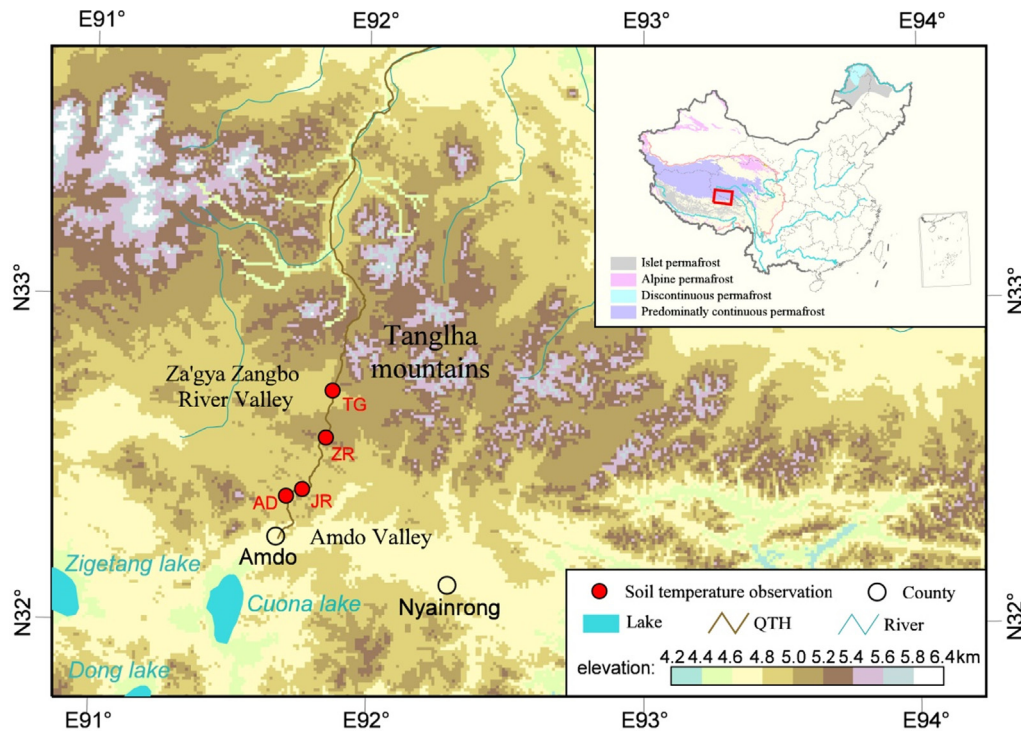 E91°
E92°
E93°
E94°
Islet permafrost
Alpine permafrost
Discontinuous permafrost
Predominatly continuous permafrost
N33°
N33°
Tanglha
mountains
Za'gya Zangbo
River Valley
TG
ZR
AD
JR
Amdo Valley
Amdo
Zigetang lake
Cuona lake
Nyainrong
Dong lake
N32°
N32°
Soil temperature observation
County
Lake
QTH
River
elevation:
4.2 4.4 4.6 4.8 5.0 5.2 5.4 5.6 5.8 6.4 km
E91°
E92°
E93°
E94°